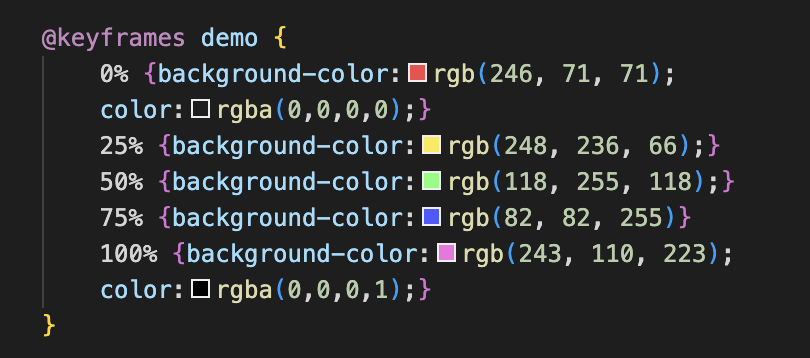 @keyframes demo {
0% {background-color: rgb(246, 71, 71);
color: rgba(0,0,0,0);}
25% {background-color: rgb(248, 236, 66);}
50% {background-color: rgb(118, 255, 118);}
75% {background-color: rgb(82, 82, 255)}
100% {background-color: rgb(243, 110, 223);
color: rgba(0,0,0,1);}
}